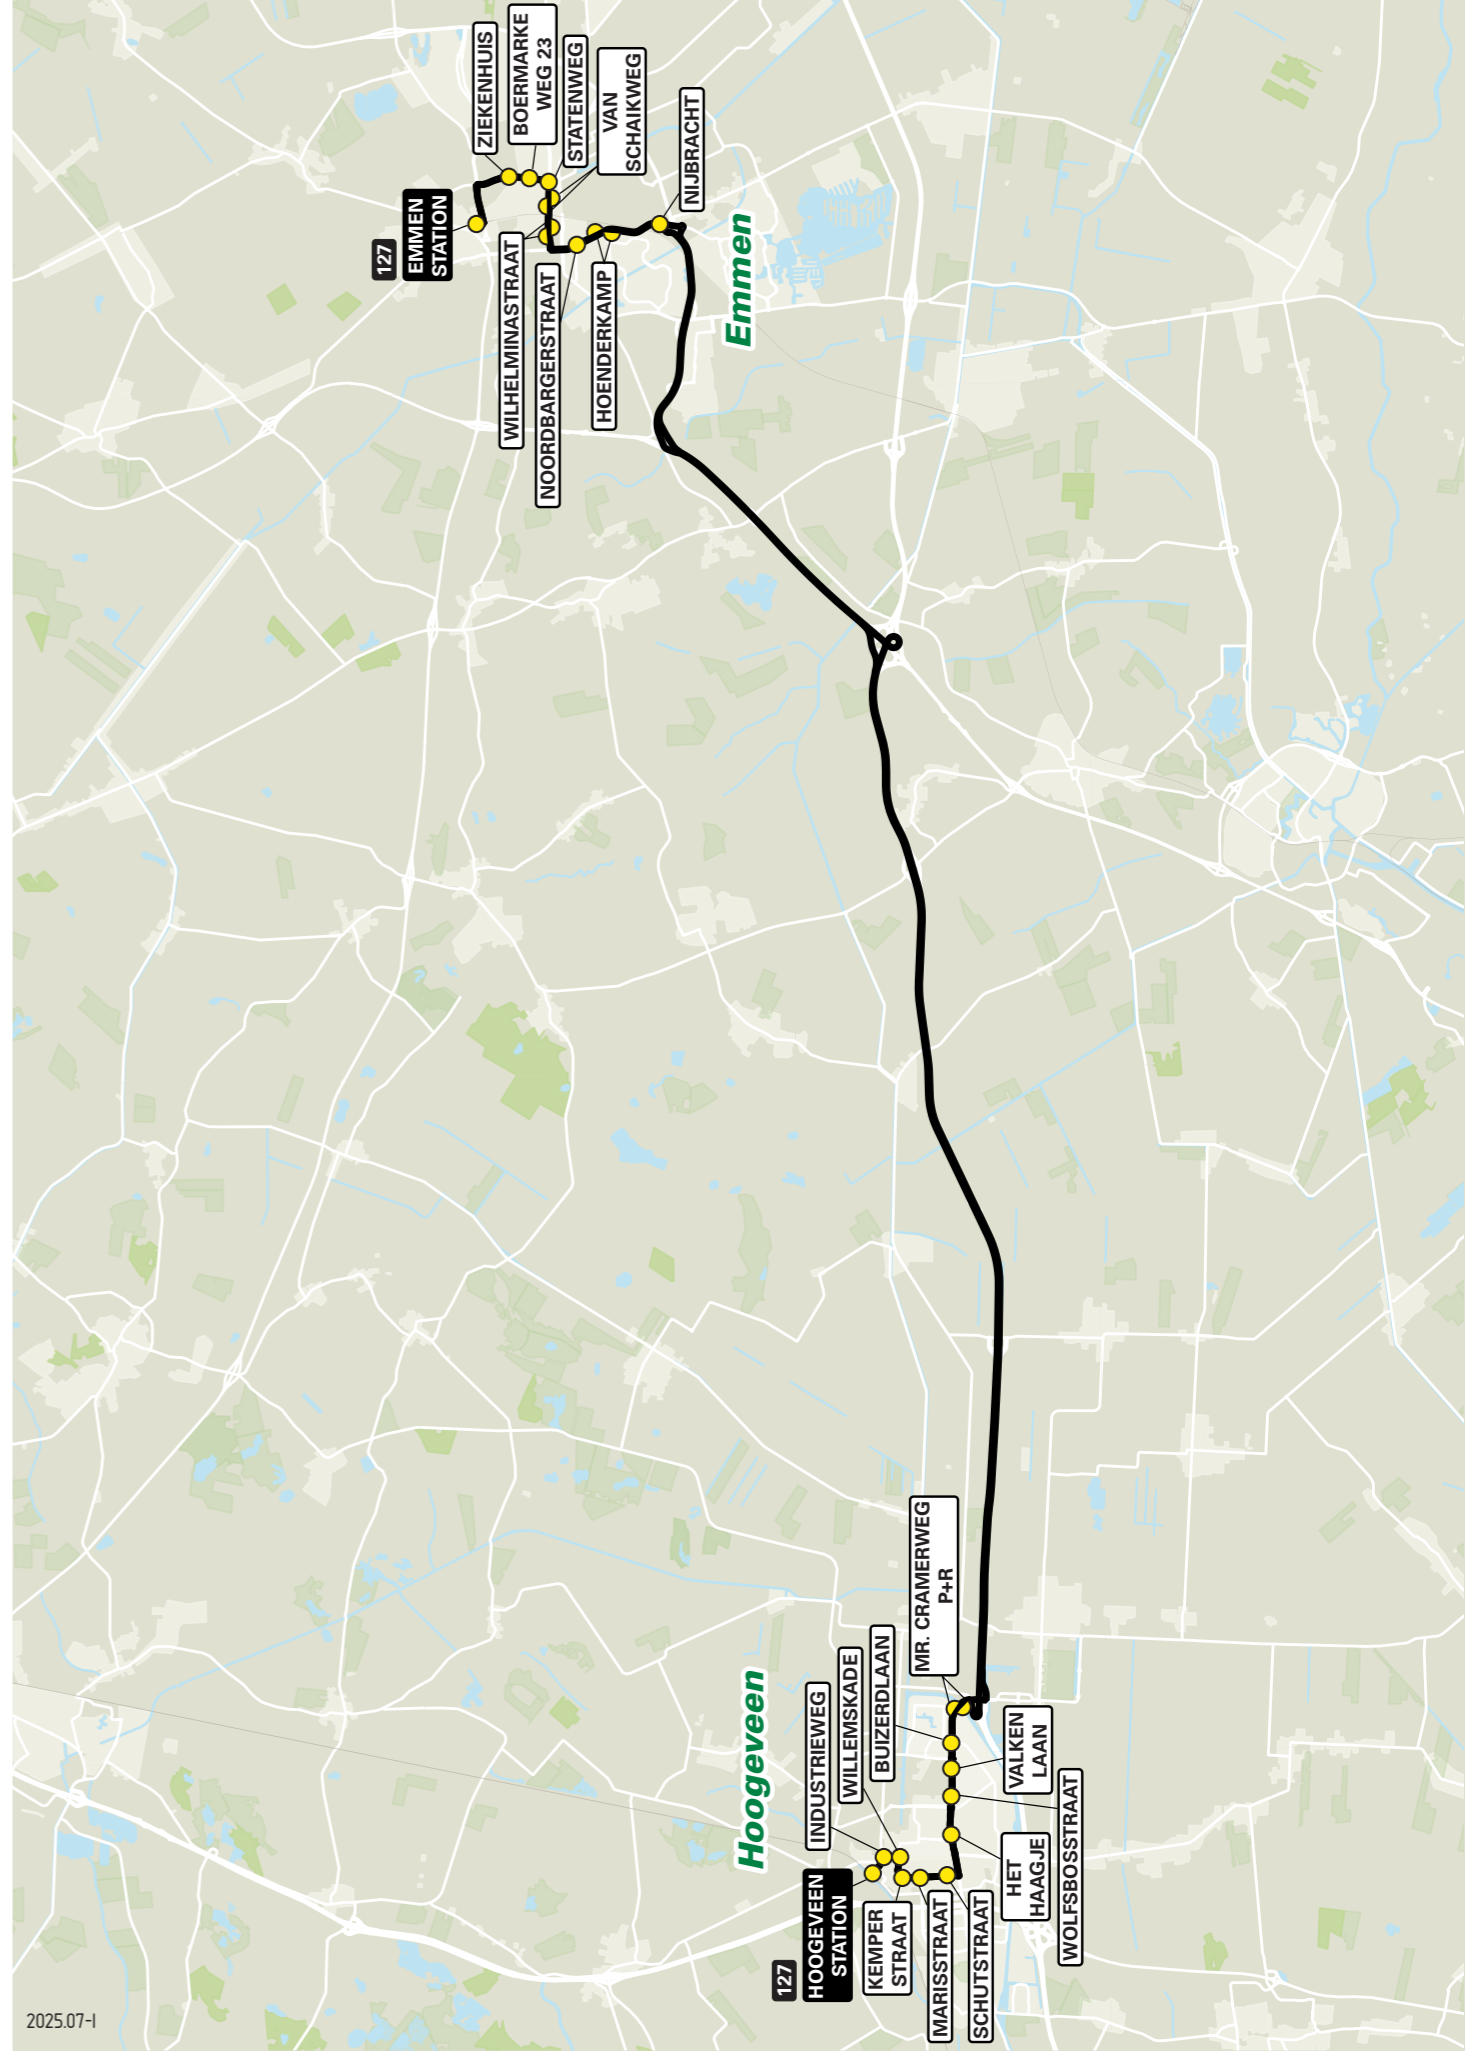 2025.07-I
127
HOOGEVEEN
STATION
KEMPER
STRAAT
MARISSTRAAT
SCHUTSTRAAT
Hoogeveen
INDUSTRIEWEG
WILLEMSKADE
BUIZERDLAAN
MR. CRAMERWEG
P+R
HET
HAAGJE
WOLFSBOSSTRAAT
VALKEN
LAAN
127
EMMEN
STATION
WILHELMINASTRAAT
NOORDBARGERSTRAAT
HOENDERKAMP
Emmen
ZIEKENHUIS
BOERMARKE
WEG 23
STATENWEG
VAN
SCHAIKWEG
NIJBRACHT